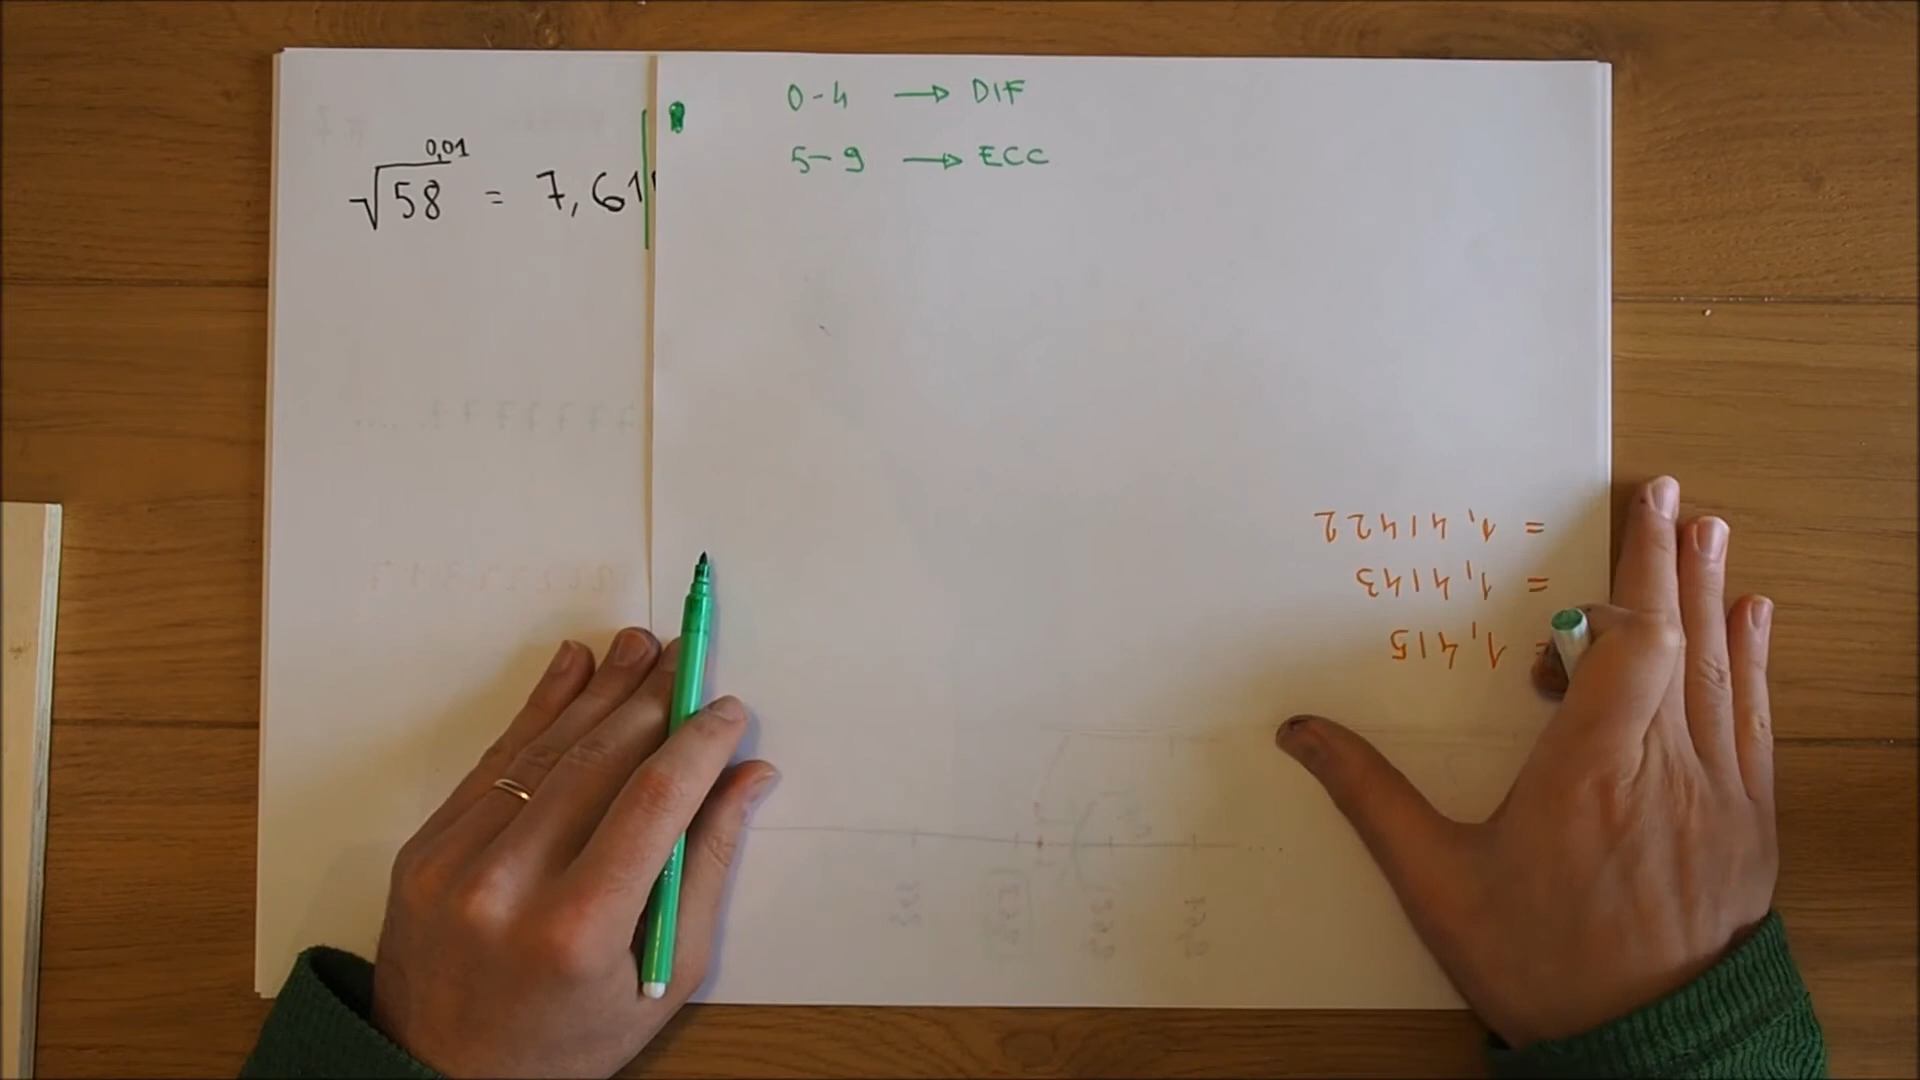 0,01
√58 = 7,61
0-4 → DIF
5-9 → ECC
= 1,41422
= 1,4143
= 1,415